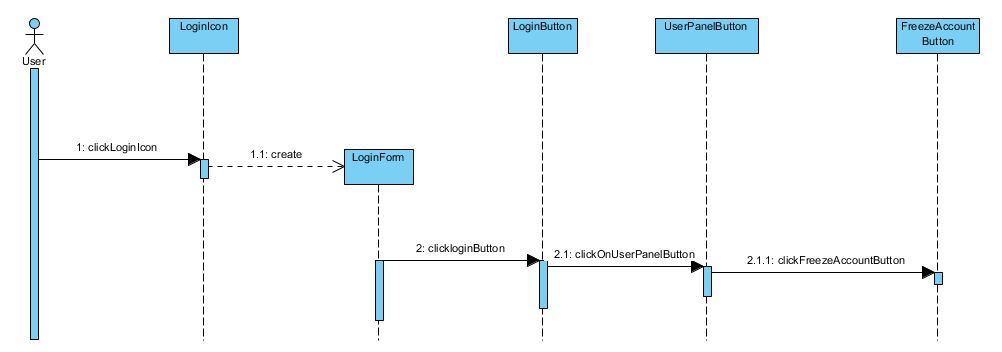 LoginIcon
LoginButton
UserPanelButton
FreezeAccount
Button
User
1: clickLoginIcon
1.1: create
LoginForm
2: clickloginButton
2.1: clickOnUserPanelButton
2.1.1: clickFreezeAccountButton